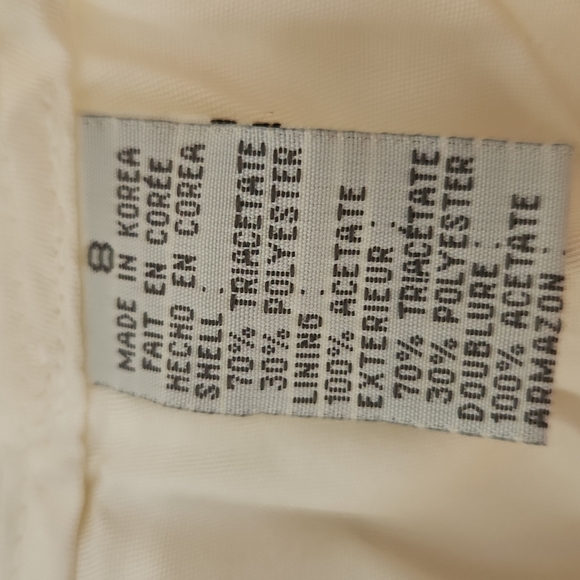 8
MADE IN KOREA
FAIT EN CORÉE
HECHO EN COREA
SHELL :
70% TRIACETATE
30% POLYESTER
LINING :
100% ACETATE
EXTERIEUR :
70% TRIACÉTATE
30% POLYESTER
DOUBLURE :
100% ACETATE
ARMAZON :